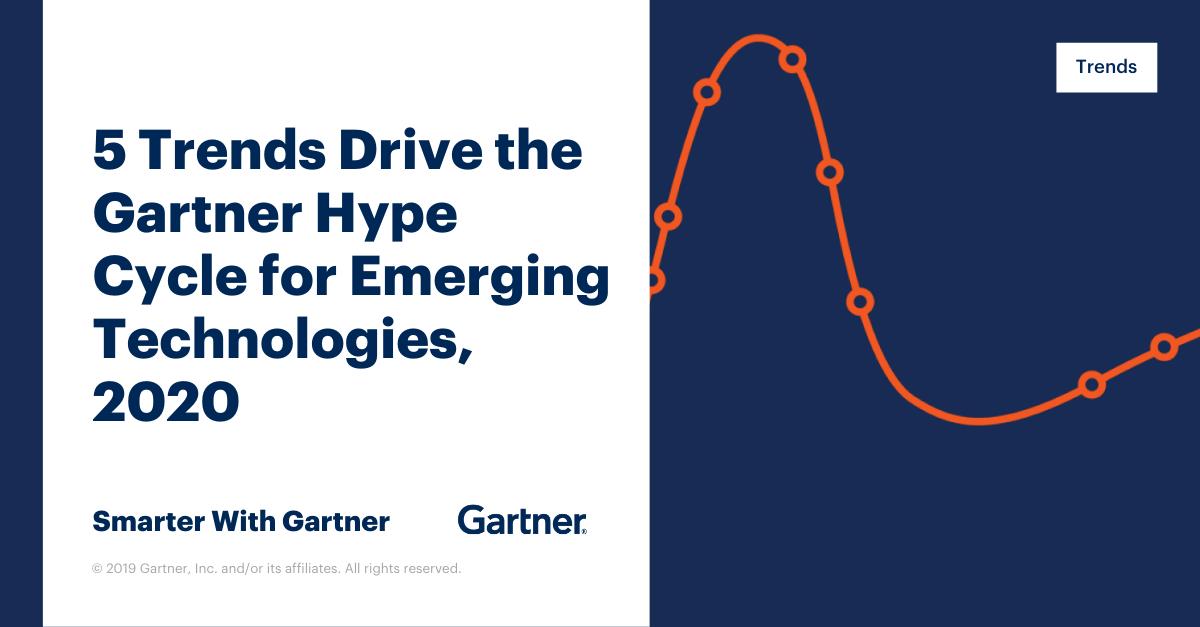 Trends
5 Trends Drive the
Gartner Hype
Cycle for Emerging
Technologies,
2020
Smarter With Gartner
Gartner®
© 2019 Gartner, Inc. and/or its affiliates. All rights reserved.